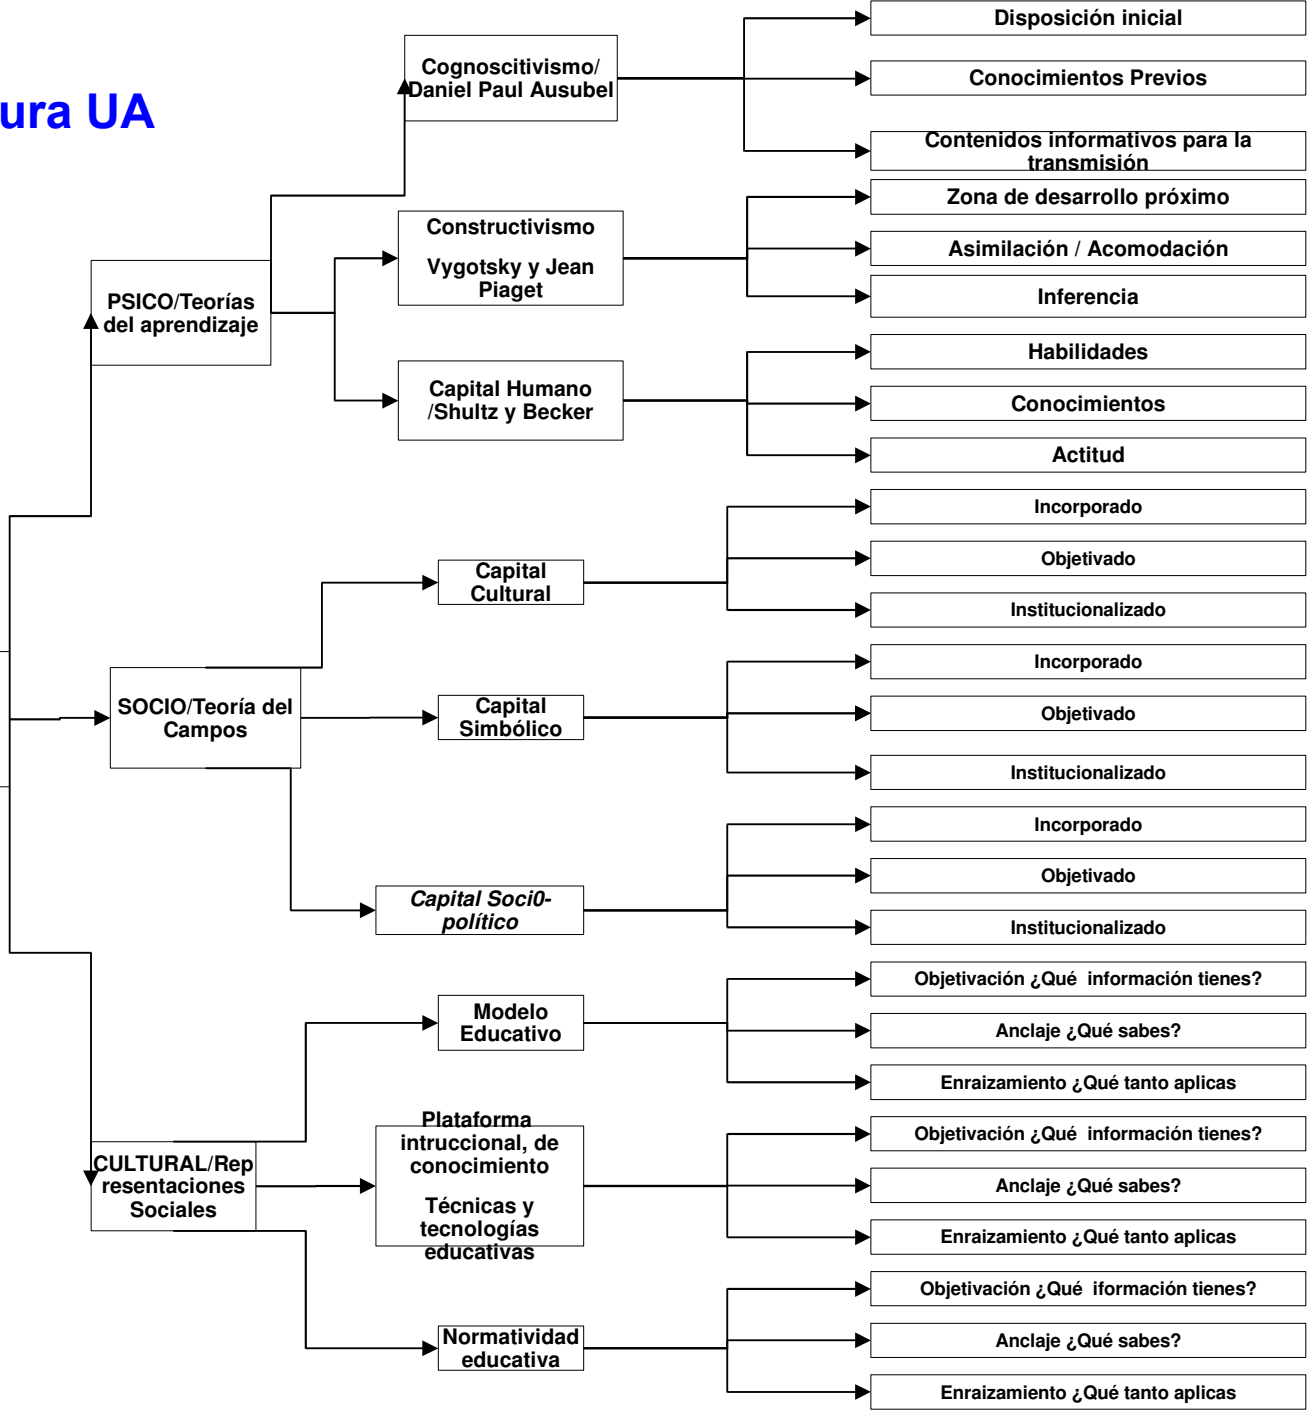 ura UA
Cognoscitivismo/
Daniel Paul Ausubel
Disposición inicial
Conocimientos Previos
Contenidos informativos para la
transmisión
PSICO/Teorías
del aprendizaje
Constructivismo
Vygotsky y Jean
Piaget
Zona de desarrollo próximo
Asimilación / Acomodación
Inferencia
Capital Humano
/Shultz y Becker
Habilidades
Conocimientos
Actitud
SOCIO/Teoría del
Campos
Capital
Cultural
Incorporado
Objetivado
Institucionalizado
Capital
Simbólico
Incorporado
Objetivado
Institucionalizado
Capital Soci0-
político
Incorporado
Objetivado
Institucionalizado
CULTURAL/Rep
resentaciones
Sociales
Modelo
Educativo
Objetivación ¿Qué  información tienes?
Anclaje ¿Qué sabes?
Enraizamiento ¿Qué tanto aplicas
Plataforma
intruccional, de
conocimiento
Técnicas y
tecnologías
educativas
Objetivación ¿Qué  información tienes?
Anclaje ¿Qué sabes?
Enraizamiento ¿Qué tanto aplicas
Normatividad
educativa
Objetivación ¿Qué  iformación tienes?
Anclaje ¿Qué sabes?
Enraizamiento ¿Qué tanto aplicas